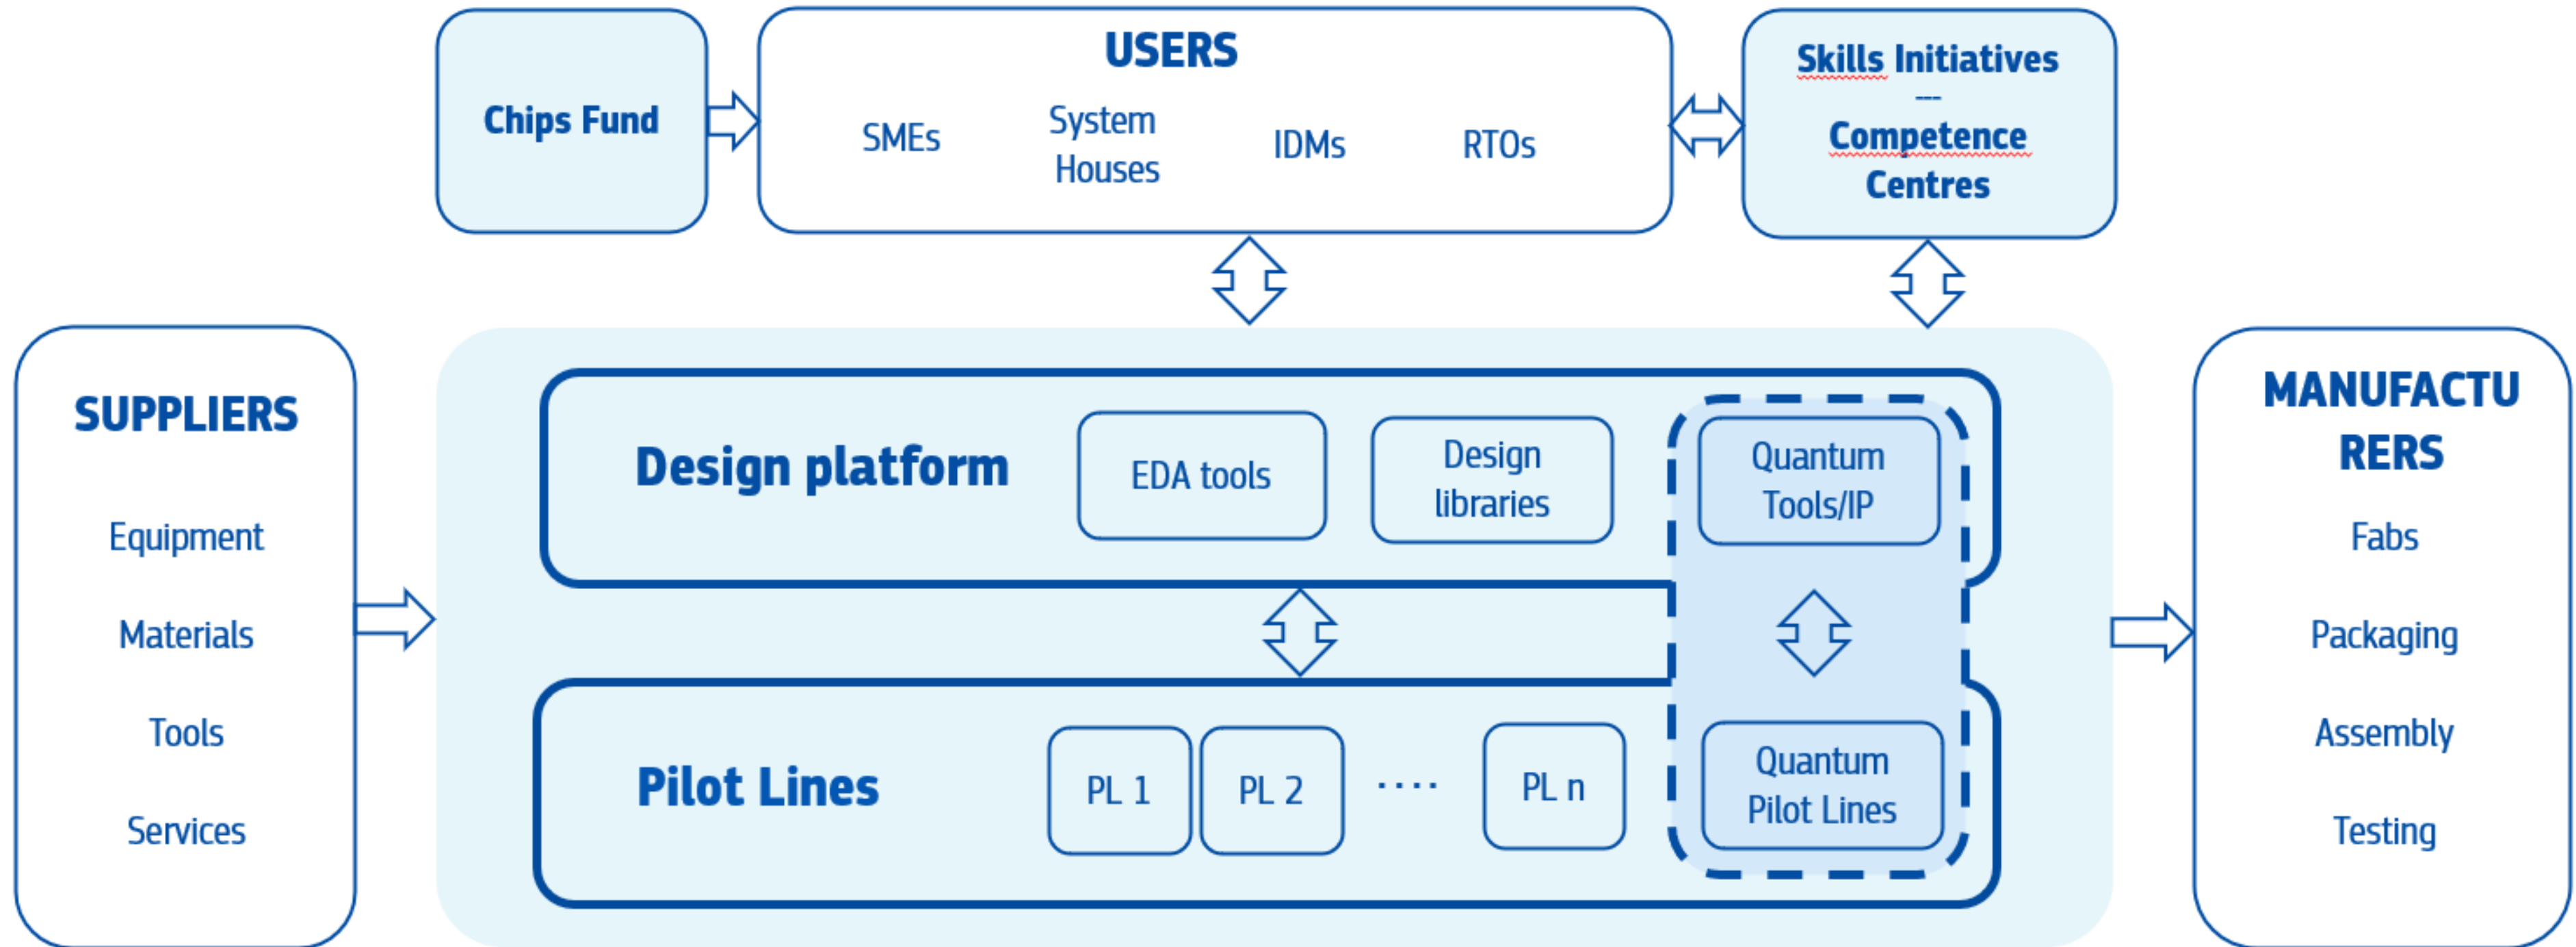 Chips Fund
USERS
SMEs
System
Houses
IDMs
RTOs
Skills Initiatives
---
Competence
Centres
SUPPLIERS
Equipment
Materials
Tools
Services
Design platform
EDA tools
Design
libraries
Quantum
Tools/IP
Pilot Lines
PL 1
PL 2
....
PL n
Quantum
Pilot Lines
MANUFACTU
RERS
Fabs
Packaging
Assembly
Testing